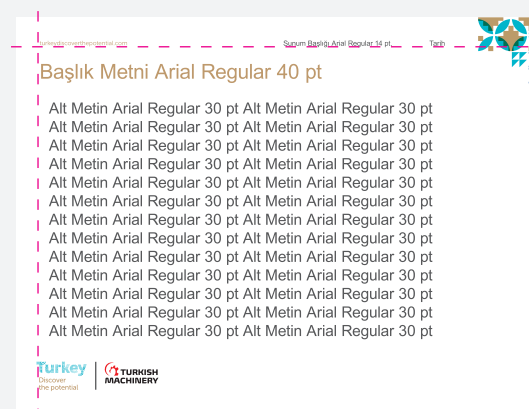 turkeydiscoverthepotential.com Sunum Başlığı Arial Regular 14 pt Tarih
Başlık Metni Arial Regular 40 pt
Alt Metin Arial Regular 30 pt Alt Metin Arial Regular 30 pt
Alt Metin Arial Regular 30 pt Alt Metin Arial Regular 30 pt
Alt Metin Arial Regular 30 pt Alt Metin Arial Regular 30 pt
Alt Metin Arial Regular 30 pt Alt Metin Arial Regular 30 pt
Alt Metin Arial Regular 30 pt Alt Metin Arial Regular 30 pt
Alt Metin Arial Regular 30 pt Alt Metin Arial Regular 30 pt
Alt Metin Arial Regular 30 pt Alt Metin Arial Regular 30 pt
Alt Metin Arial Regular 30 pt Alt Metin Arial Regular 30 pt
Alt Metin Arial Regular 30 pt Alt Metin Arial Regular 30 pt
Alt Metin Arial Regular 30 pt Alt Metin Arial Regular 30 pt
Alt Metin Arial Regular 30 pt Alt Metin Arial Regular 30 pt
Alt Metin Arial Regular 30 pt Alt Metin Arial Regular 30 pt
Alt Metin Arial Regular 30 pt Alt Metin Arial Regular 30 pt
Turkey
Discover
the potential
TURKISH
MACHINERY